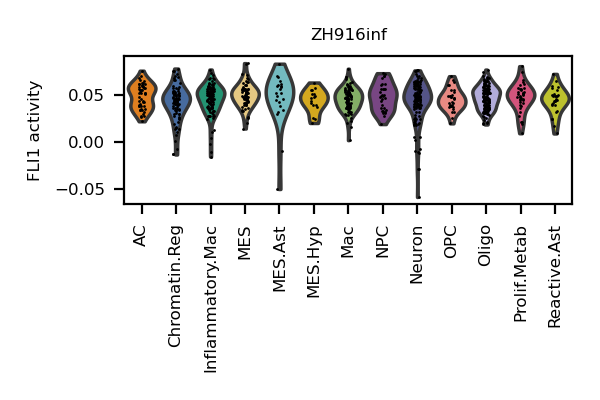 ZH916inf
FLI1 activity
0.05
0.00
−0.05
AC
Chromatin.Reg
Inflammatory.Mac
MES
MES.Ast
MES.Hyp
Mac
NPC
Neuron
OPC
Oligo
Prolif.Metab
Reactive.Ast